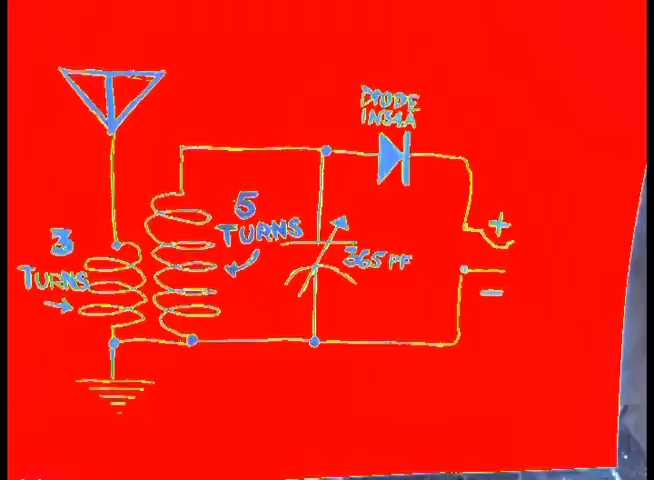 DIODE
IN34A
5
TURNS
3
TURNS
365 PF
+
-